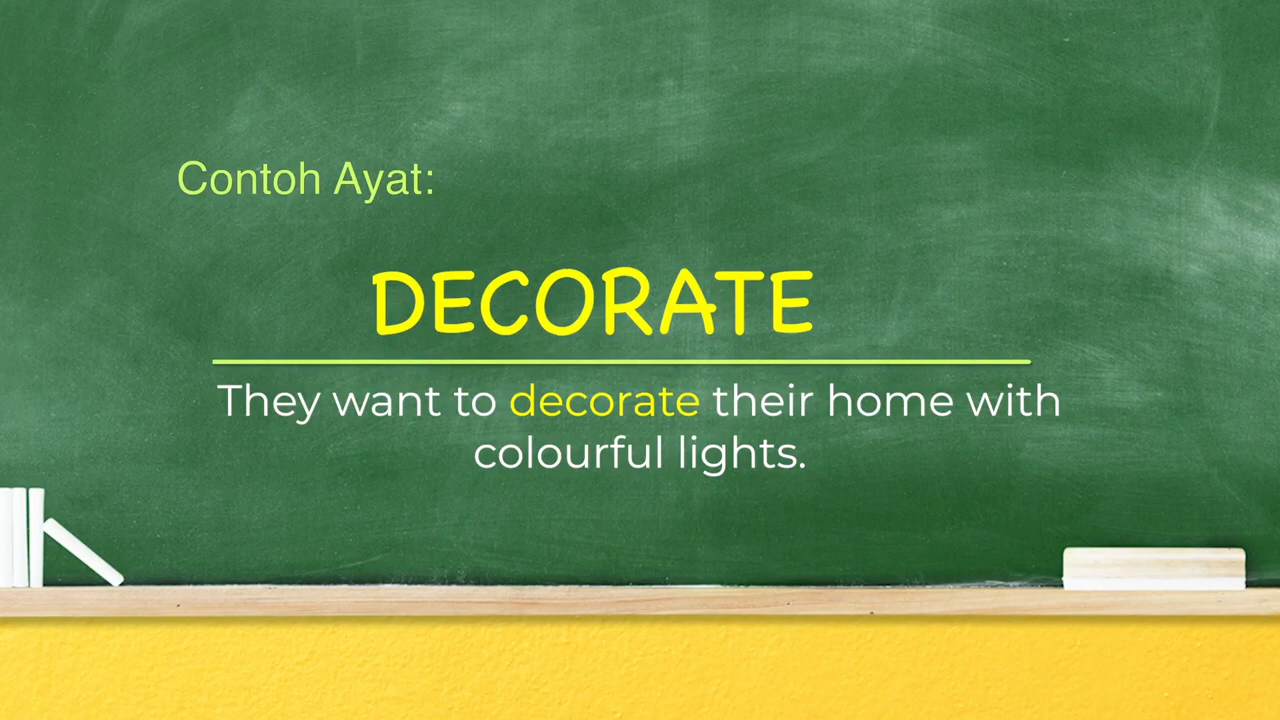 Contoh Ayat:
DECORATE
They want to decorate their home with
colourful lights.